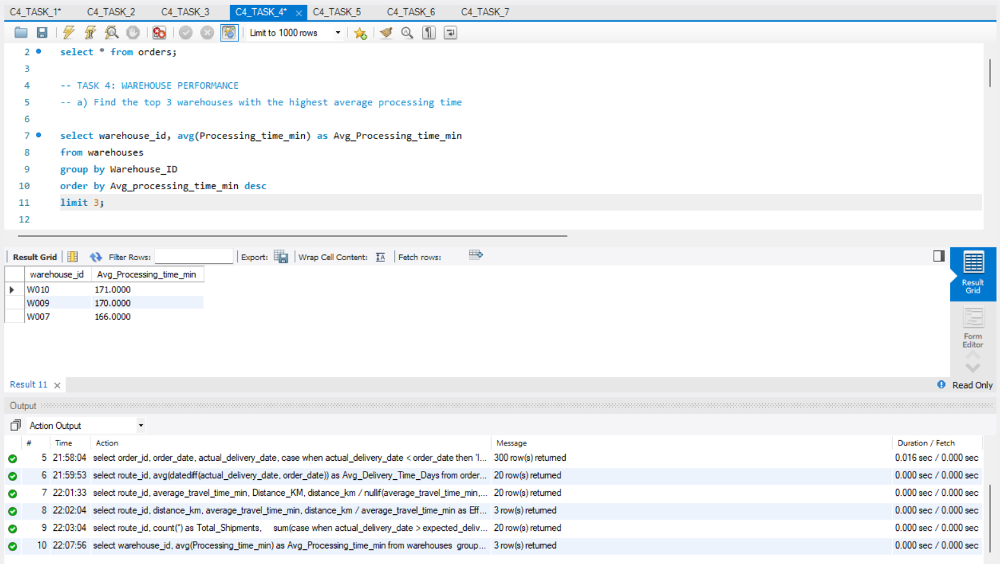 C4_TASK_1* C4_TASK_2 C4_TASK_3 C4_TASK_4* C4_TASK_5 C4_TASK_6 C4_TASK_7
Limit to 1000 rows
2 select * from orders;
3
4 -- TASK 4: WAREHOUSE PERFORMANCE
5 -- a) Find the top 3 warehouses with the highest average processing time
6
7 select warehouse_id, avg(Processing_time_min) as Avg_Processing_time_min
8 from warehouses
9 group by Warehouse_ID
10 order by Avg_processing_time_min desc
11 limit 3;
12
Result Grid Filter Rows: Export: Wrap Cell Content: Fetch rows:
warehouse_id Avg_Processing_time_min
W010 171.0000
W009 170.0000
W007 166.0000
Result Grid
Form Editor
Result 11 Read Only
Output
Action Output
# Time Action Message Duration / Fetch
5 21:58:04 select order_id, order_date, actual_delivery_date, case when actual_delivery_date < order_date then 'I... 300 row(s) returned 0.016 sec / 0.000 sec
6 21:59:53 select route_id, avg(datediff(actual_delivery_date, order_date)) as Avg_Delivery_Time_Days from order... 20 row(s) returned 0.000 sec / 0.000 sec
7 22:01:33 select route_id, average_travel_time_min, Distance_KM, distance_km / nullif(average_travel_time_min,... 20 row(s) returned 0.000 sec / 0.000 sec
8 22:02:04 select route_id, distance_km, average_travel_time_min, distance_km / average_travel_time_min as Eff... 3 row(s) returned 0.000 sec / 0.000 sec
9 22:03:04 select route_id, count(*) as Total_Shipments, sum(case when actual_delivery_date > expected_deliv... 20 row(s) returned 0.000 sec / 0.000 sec
10 22:07:56 select warehouse_id, avg(Processing_time_min) as Avg_Processing_time_min from warehouses group... 3 row(s) returned 0.000 sec / 0.000 sec